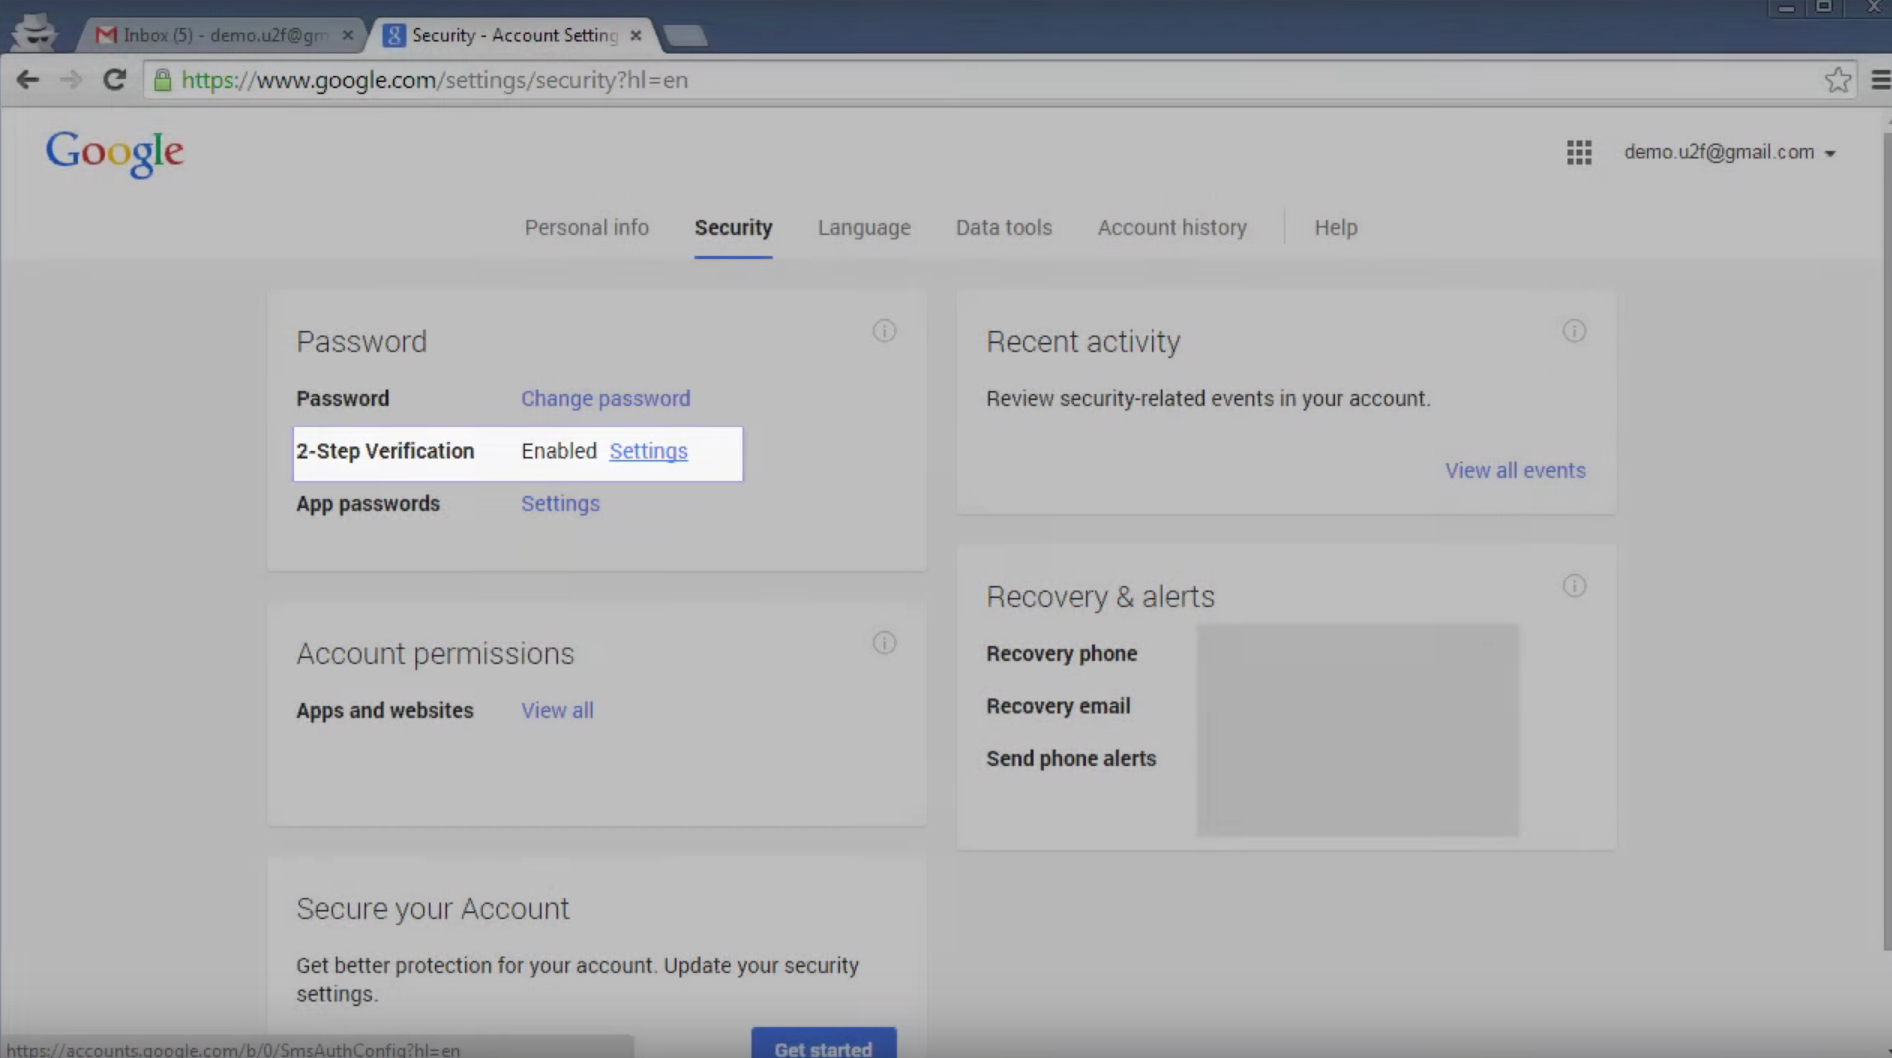 Inbox (5) - demo.u2f@gm
Security - Account Setting
https://www.google.com/settings/security?hl=en
Google
demo.u2f@gmail.com
Personal info
Security
Language
Data tools
Account history
Help
Password
Password Change password
2-Step Verification Enabled Settings
App passwords Settings
Recent activity
Review security-related events in your account.
View all events
Account permissions
Apps and websites View all
Recovery & alerts
Recovery phone
Recovery email
Send phone alerts
Secure your Account
Get better protection for your account. Update your security
settings.
Get started
https://accounts.google.com/b/0/SmsAuthConfig?hl=en